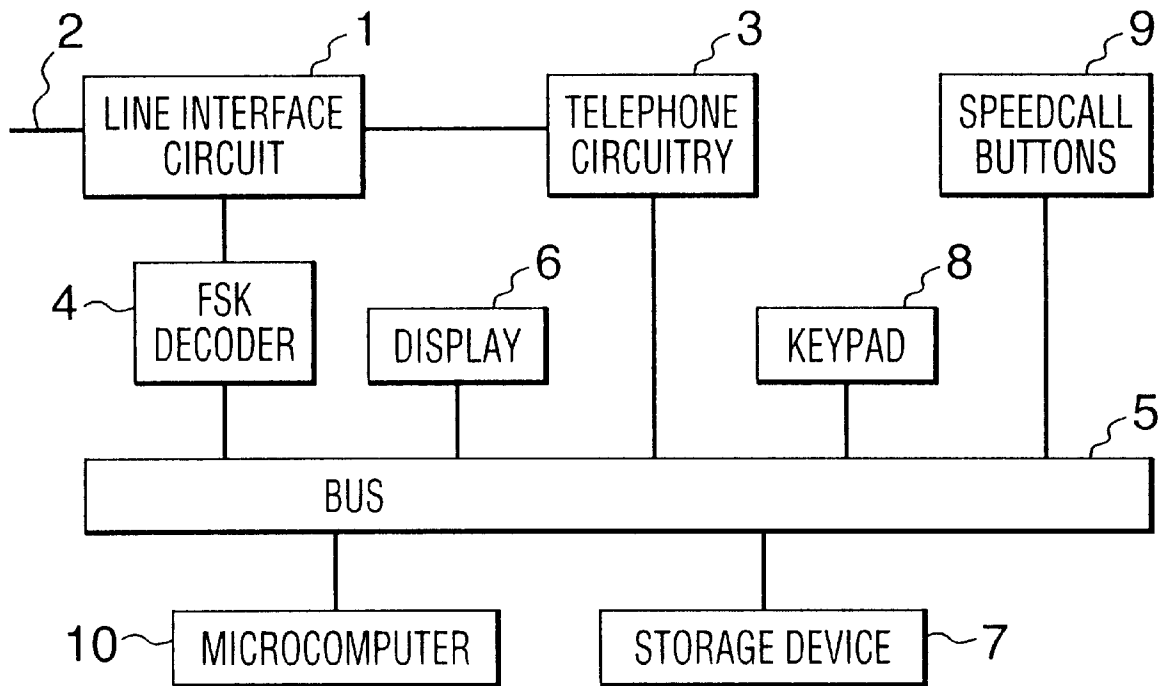 2
1
3
9
LINE INTERFACE
CIRCUIT
TELEPHONE
CIRCUITRY
SPEEDCALL
BUTTONS
4
FSK
DECODER
6
DISPLAY
8
KEYPAD
5
BUS
10
MICROCOMPUTER
STORAGE DEVICE
7